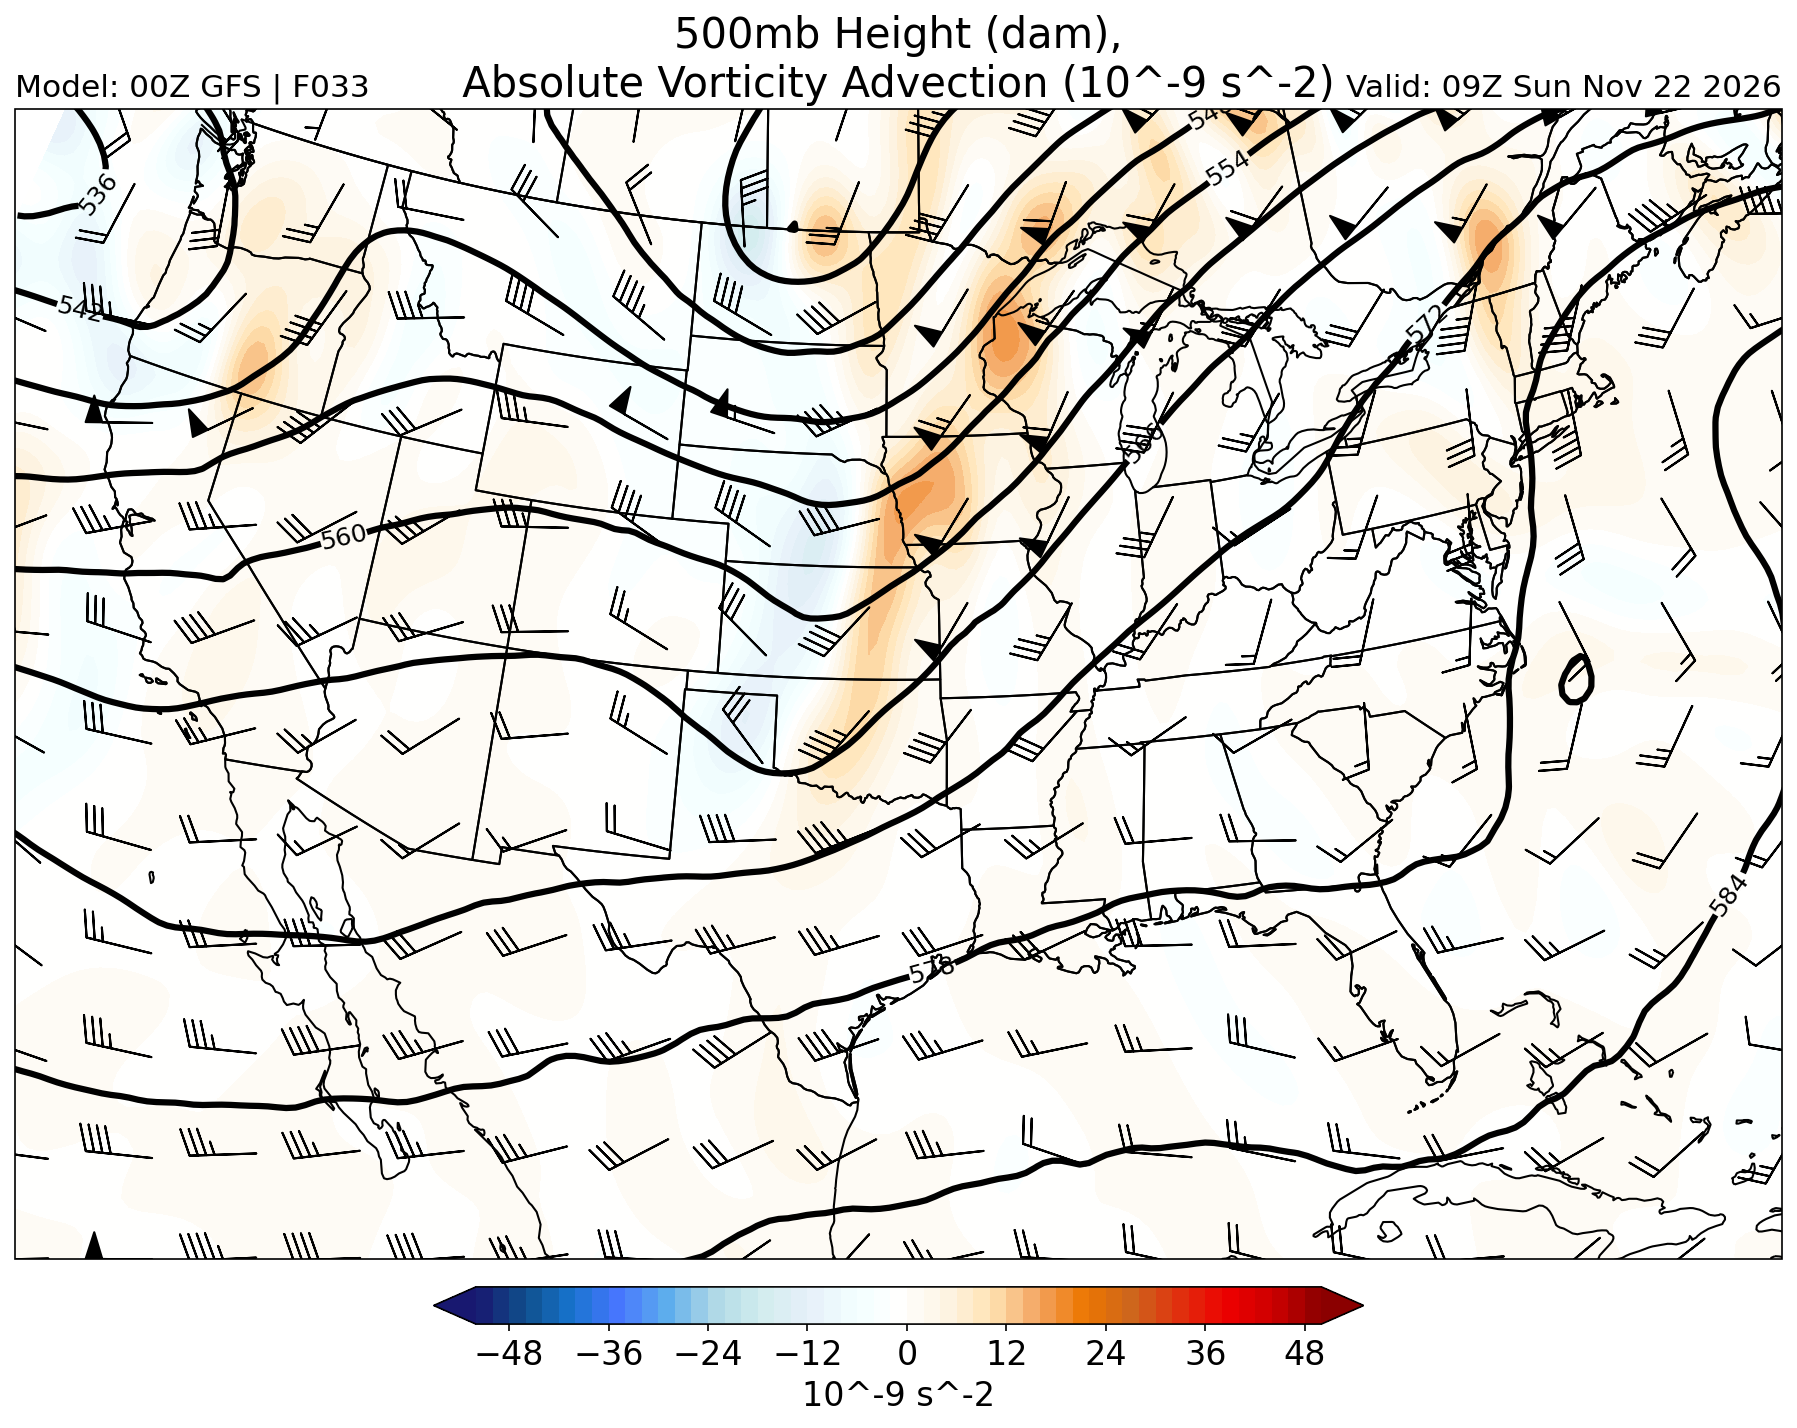 500mb Height (dam),
Model: 00Z GFS | F033
Absolute Vorticity Advection (10^-9 s^-2)
Valid: 09Z Sun Nov 22 2026
554
536
542
572
566
560
584
578
−48 −36 −24 −12 0 12 24 36 48
10^-9 s^-2